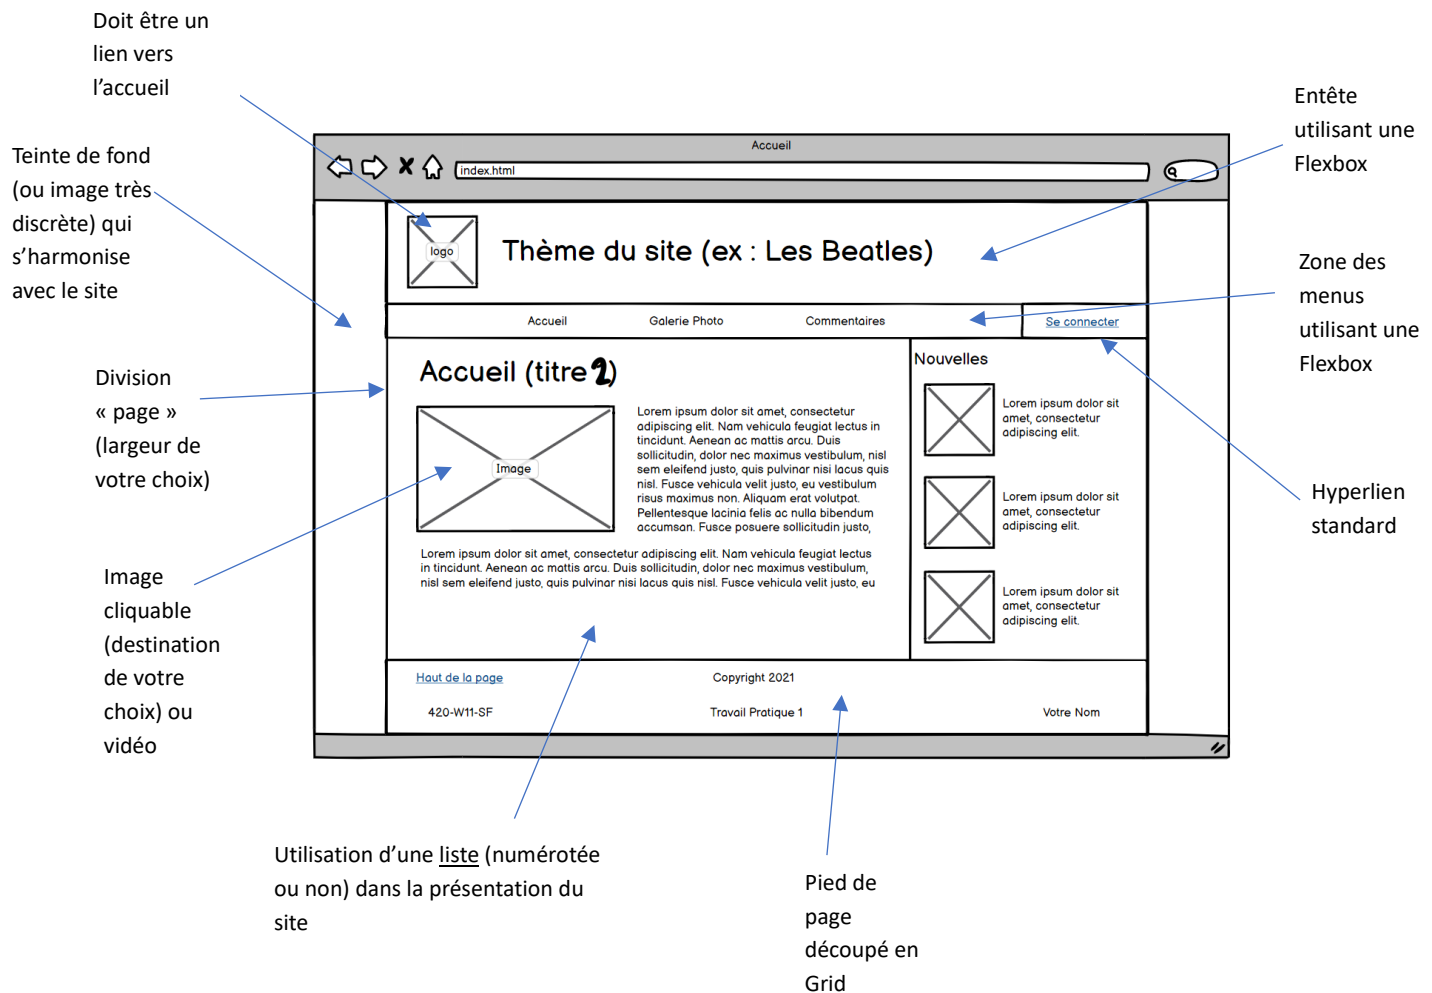 Doit être un
lien vers
l’accueil
Teinte de fond
(ou image très
discrète) qui
s’harmonise
avec le site
Division
« page »
(largeur de
votre choix)
Image
cliquable
(destination
de votre
choix) ou
vidéo
Accueil
index.html
logo
Thème du site (ex : Les Beatles)
Accueil
Galerie Photo
Commentaires
Se connecter
Accueil (titre 2)
Image
Lorem ipsum dolor sit amet, consectetur
adipiscing elit. Nam vehicula feugiat lectus in
tincidunt. Aenean ac mattis arcu. Duis
sollicitudin, dolor nec maximus vestibulum, nisl
sem eleifend justo, quis pulvinar nisi lacus quis
nisl. Fusce vehicula velit justo, eu vestibulum
risus maximus non. Aliquam erat volutpat.
Pellentesque lacinia felis ac nulla bibendum
accumsan. Fusce posuere sollicitudin justo,
Lorem ipsum dolor sit amet, consectetur adipiscing elit. Nam vehicula feugiat lectus
in tincidunt. Aenean ac mattis arcu. Duis sollicitudin, dolor nec maximus vestibulum,
nisl sem eleifend justo, quis pulvinar nisi lacus quis nisl. Fusce vehicula velit justo, eu
Nouvelles
Lorem ipsum dolor sit
amet, consectetur
adipiscing elit.
Lorem ipsum dolor sit
amet, consectetur
adipiscing elit.
Lorem ipsum dolor sit
amet, consectetur
adipiscing elit.
Haut de la page
Copyright 2021
420-W11-SF
Travail Pratique 1
Votre Nom
Entête
utilisant une
Flexbox
Zone des
menus
utilisant une
Flexbox
Hyperlien
standard
Utilisation d’une liste (numérotée
ou non) dans la présentation du
site
Pied de
page
découpé en
Grid